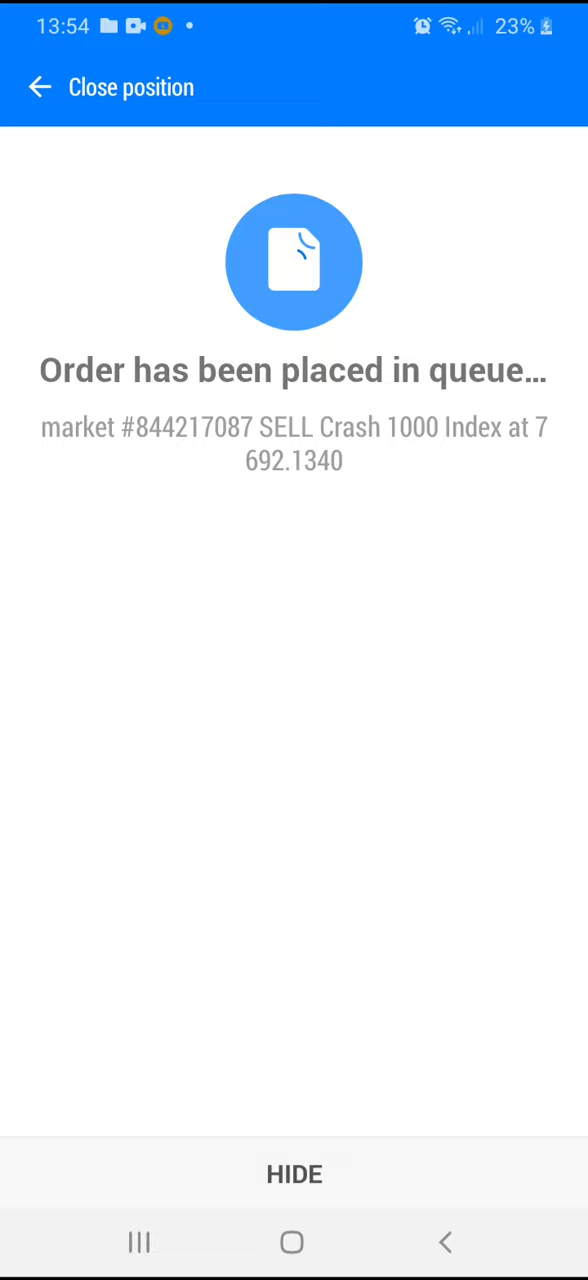 13:54
23%
Close position
Order has been placed in queue...
market #844217087 SELL Crash 1000 Index at 7
692.1340
HIDE